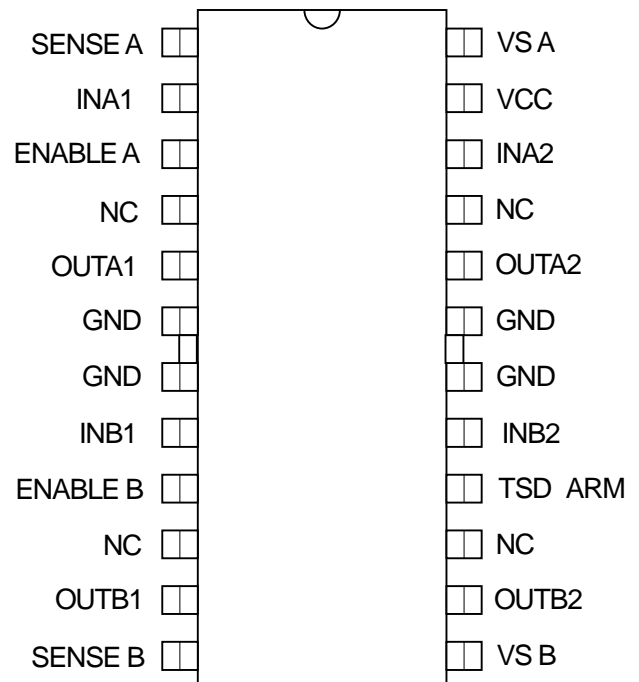 SENSE A VS A
INA1 VCC
ENABLE A INA2
NC NC
OUTA1 OUTA2
GND GND
GND GND
INB1 INB2
ENABLE B TSD ARM
NC NC
OUTB1 OUTB2
SENSE B VS B